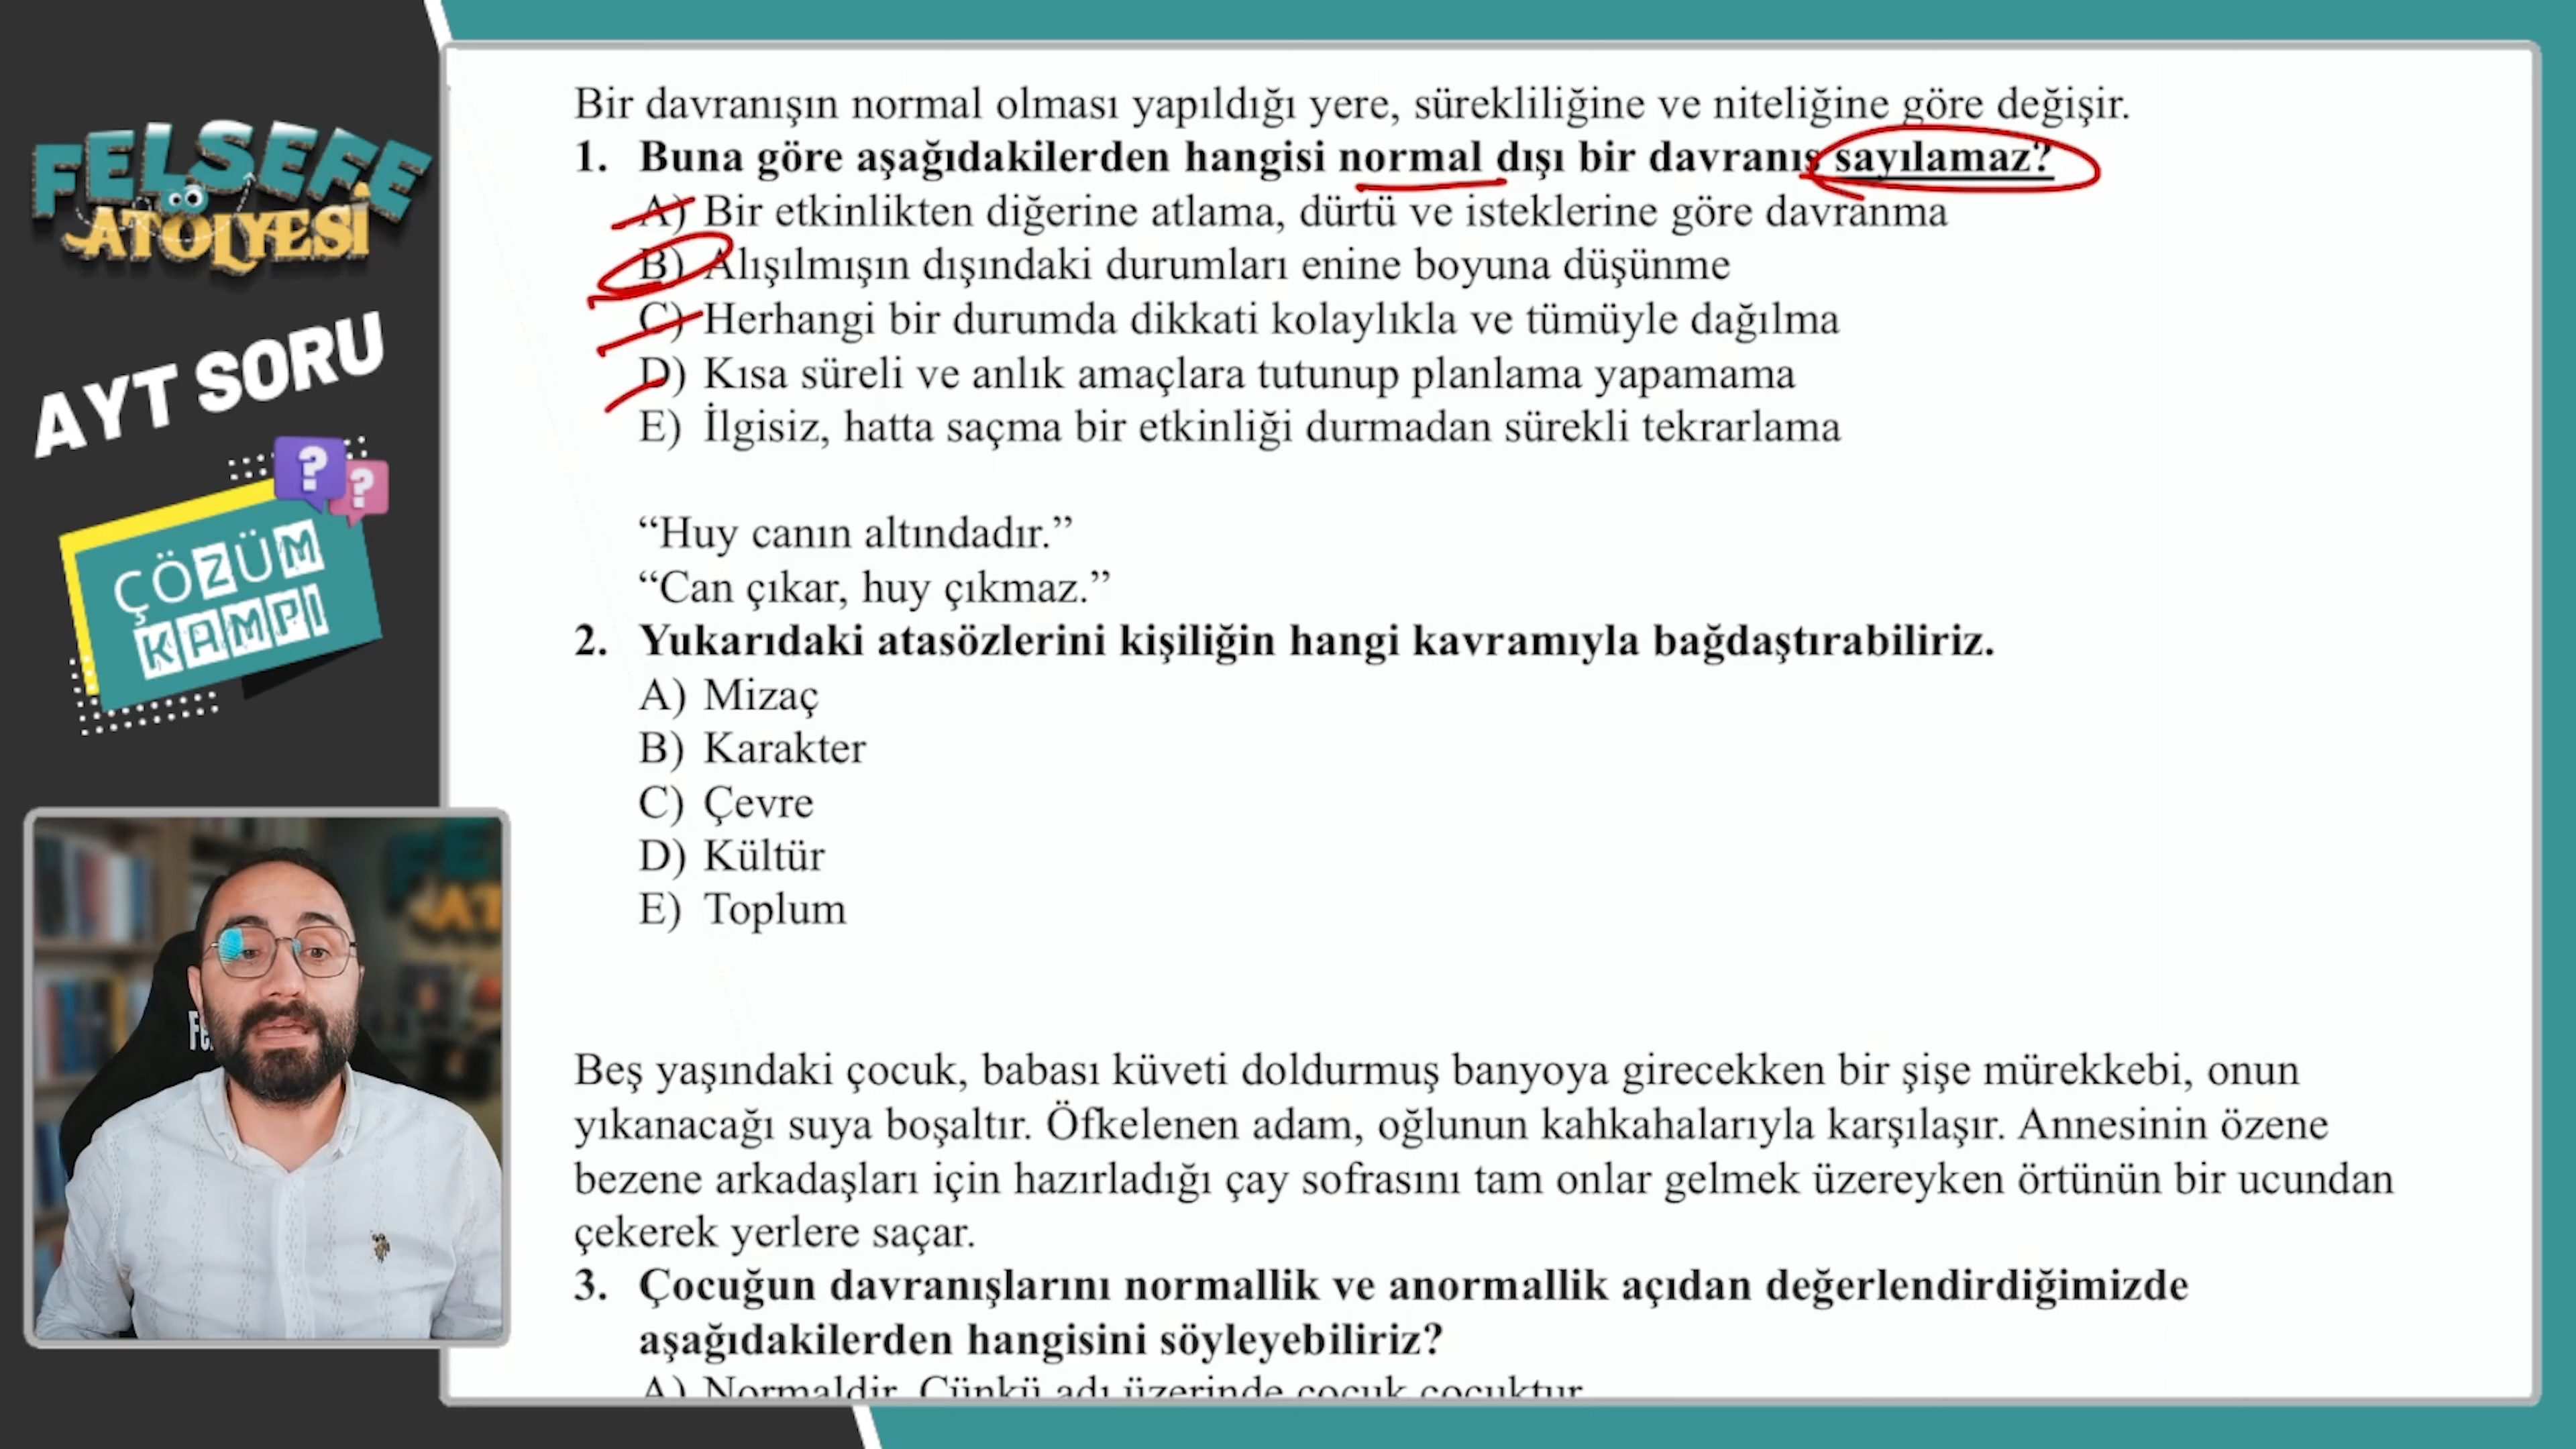 FELSEFE
ATÖLYESİ
AYT SORU
? ?
ÇÖZÜM
KAMPI
Bir davranışın normal olması yapıldığı yere, sürekliliğine ve niteliğine göre değişir.
1. Buna göre aşağıdakilerden hangisi normal dışı bir davranış sayılamaz?
A) Bir etkinlikten diğerine atlama, dürtü ve isteklerine göre davranma
B) Alışılmışın dışındaki durumları enine boyuna düşünme
C) Herhangi bir durumda dikkati kolaylıkla ve tümüyle dağılma
D) Kısa süreli ve anlık amaçlara tutunup planlama yapamama
E) İlgisiz, hatta saçma bir etkinliği durmadan sürekli tekrarlama
“Huy canın altındadır.”
“Can çıkar, huy çıkmaz.”
2. Yukarıdaki atasözlerini kişiliğin hangi kavramıyla bağdaştırabiliriz.
A) Mizaç
B) Karakter
C) Çevre
D) Kültür
E) Toplum
Beş yaşındaki çocuk, babası küveti doldurmuş banyoya girecekken bir şişe mürekkebi, onun
yıkanacağı suya boşaltır. Öfkelenen adam, oğlunun kahkahalarıyla karşılaşır. Annesinin özene
bezene arkadaşları için hazırladığı çay sofrasını tam onlar gelmek üzereyken örtünün bir ucundan
çekerek yerlere saçar.
3. Çocuğun davranışlarını normallik ve anormallik açıdan değerlendirdiğimizde
aşağıdakilerden hangisini söyleyebiliriz?
A) Normaldir. Çünkü adı üzerinde çocuk çocuktur